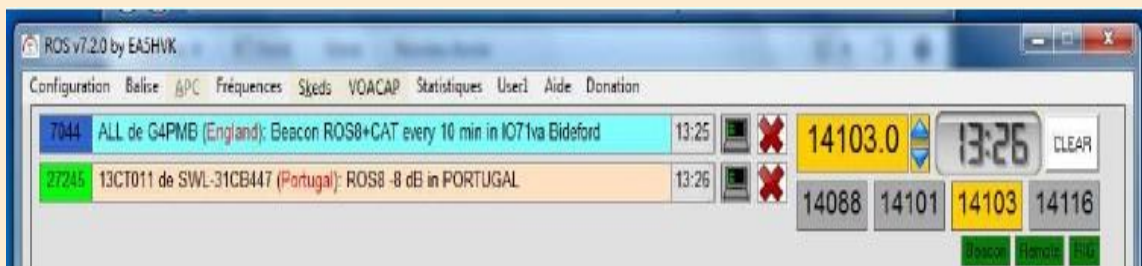 ROS v7.2.0 by EA5HVK
Configuration Balise APC Fréquences Skeds VOACAP Statistiques User1 Aide Donation
7044 ALL de G4PMB (England): Beacon ROS8+CAT every 10 min in IO71va Bideford 13:25 14103.0 13:26 CLEAR
27245 13CT011 de SWL-31CB447 (Portugal): ROS8 -8 dB in PORTUGAL 13:26
14088 14101 14103 14116
Beacon Remote RIG